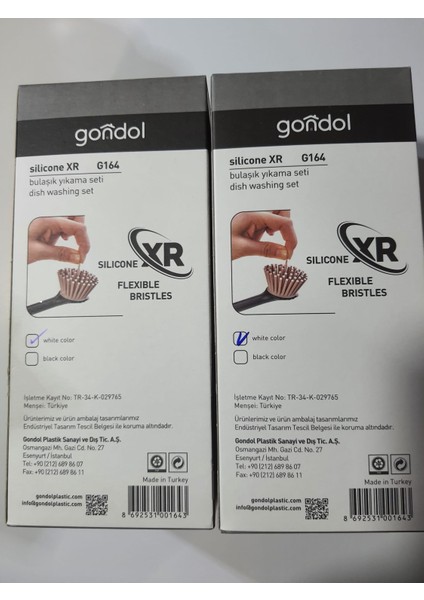 gondol
silicone XR G164
bulaşık yıkama seti
dish washing set
SILICONE XR
FLEXIBLE
BRISTLES
white color
black color
İşletme Kayıt No: TR-34-K-029765
Menşei: Türkiye
Ürünlerimiz ve ürün ambalaj tasarımlarımız
Endüstriyel Tasarım Tescil Belgesi ile koruma altındadır.
Gondol Plastik Sanayi ve Dış Tic. A.Ş.
Osmangazi Mh. Gazi Cd. No. 27
Esenyurt / İstanbul
Tel: +90 (212) 689 86 07
Fax: +90 (212) 689 86 11
Made in Turkey
gondolplastic.com
info@gondolplastic.com
8 692531 001643
gondol
silicone XR G164
bulaşık yıkama seti
dish washing set
SILICONE XR
FLEXIBLE
BRISTLES
white color
black color
İşletme Kayıt No: TR-34-K-029765
Menşei: Türkiye
Ürünlerimiz ve ürün ambalaj tasarımlarımız
Endüstriyel Tasarım Tescil Belgesi ile koruma altındadır.
Gondol Plastik Sanayi ve Dış Tic. A.Ş.
Osmangazi Mh. Gazi Cd. No. 27
Esenyurt / İstanbul
Tel: +90 (212) 689 86 07
Fax: +90 (212) 689 86 11
Made in Turkey
gondolplastic.com
info@gondolplastic.com
8 692531 001643